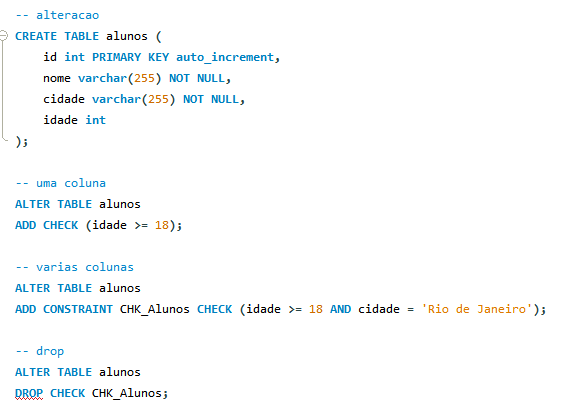 -- alteracao
CREATE TABLE alunos (
id int PRIMARY KEY auto_increment,
nome varchar(255) NOT NULL,
cidade varchar(255) NOT NULL,
idade int
);
-- uma coluna
ALTER TABLE alunos
ADD CHECK (idade >= 18);
-- varias colunas
ALTER TABLE alunos
ADD CONSTRAINT CHK_Alunos CHECK (idade >= 18 AND cidade = 'Rio de Janeiro');
-- drop
ALTER TABLE alunos
DROP CHECK CHK_Alunos;